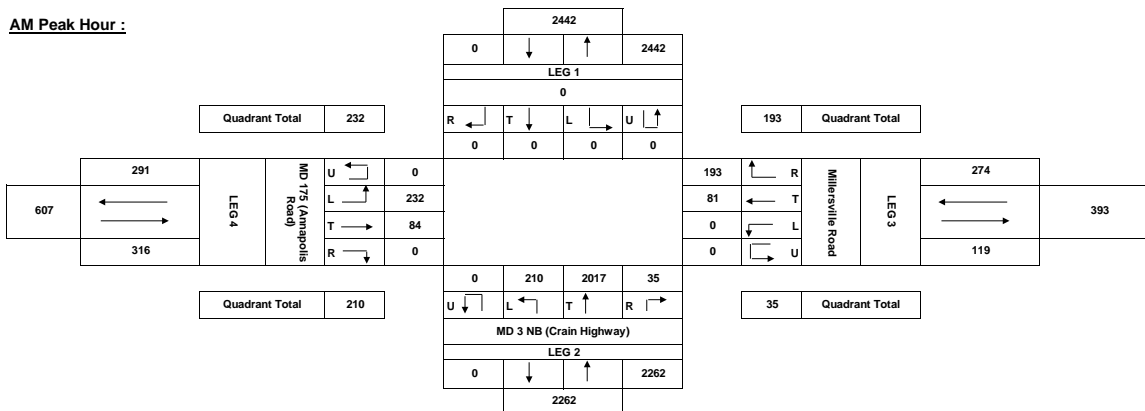 2442
AM Peak Hour :
0 2442
LEG 1
0
Quadrant Total 232
R T L U
193 Quadrant Total
0 0 0 0
291
U 0
193 R
274
607
LEG 4
MD 175 (Annapolis
Road)
L 232
81 T
Millersville Road
LEG 3
393
T 84
0 L
316
R 0
0 U
119
0 210 2017 35
Quadrant Total 210
U L T R
35 Quadrant Total
MD 3 NB (Crain Highway)
LEG 2
0 2262
2262